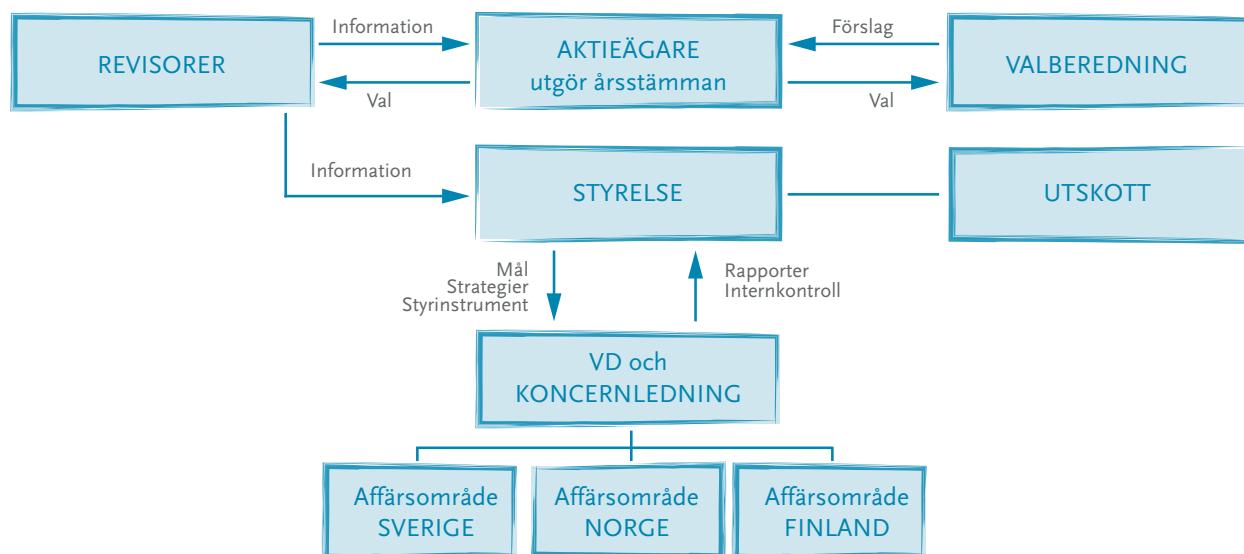 REVISORER
Information
Val
AKTIEÄGARE
utgör årsstämman
Förslag
Val
VALBEREDNING
Information
STYRELSE
UTSKOTT
Mål
Strategier
Styrinstrument
Rapporter
Internkontroll
VD och
KONCERNLEDNING
Affärsområde
SVERIGE
Affärsområde
NORGE
Affärsområde
FINLAND